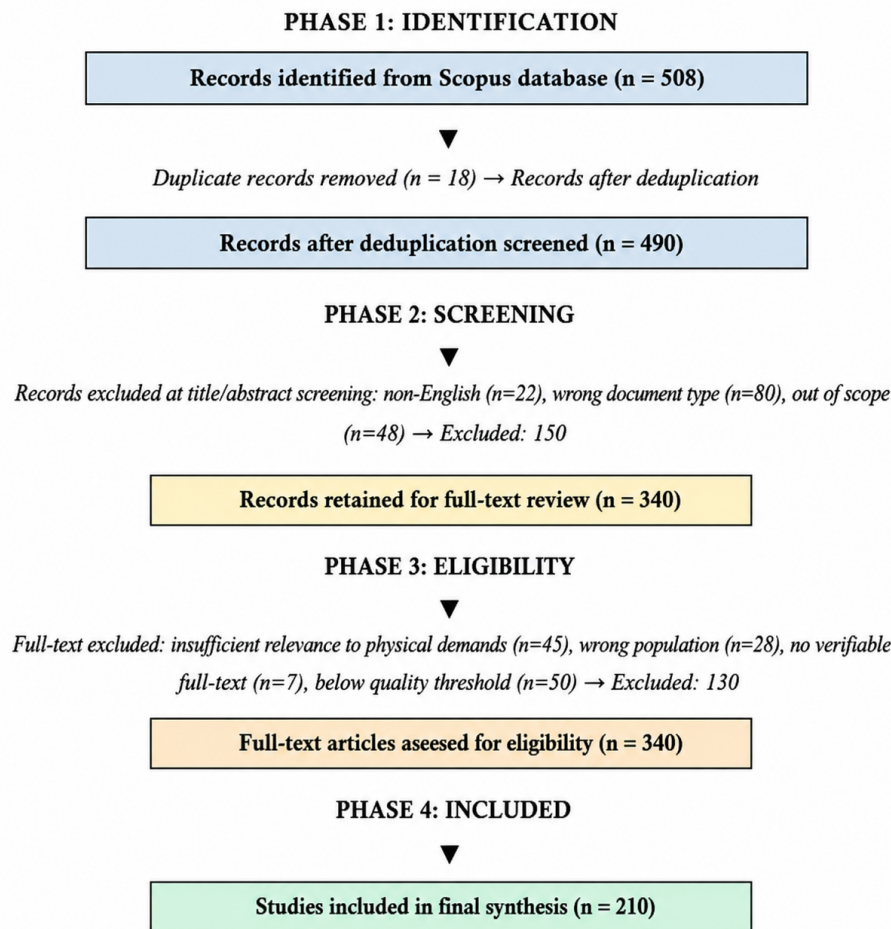 PHASE 1: IDENTIFICATION
Records identified from Scopus database (n = 508)
Duplicate records removed (n = 18) → Records after deduplication
Records after deduplication screened (n = 490)
PHASE 2: SCREENING
Records excluded at title/abstract screening: non-English (n=22), wrong document type (n=80), out of scope
(n=48) → Excluded: 150
Records retained for full-text review (n = 340)
PHASE 3: ELIGIBILITY
Full-text excluded: insufficient relevance to physical demands (n=45), wrong population (n=28), no verifiable
full-text (n=7), below quality threshold (n=50) → Excluded: 130
Full-text articles aseesed for eligibility (n = 340)
PHASE 4: INCLUDED
Studies included in final synthesis (n = 210)